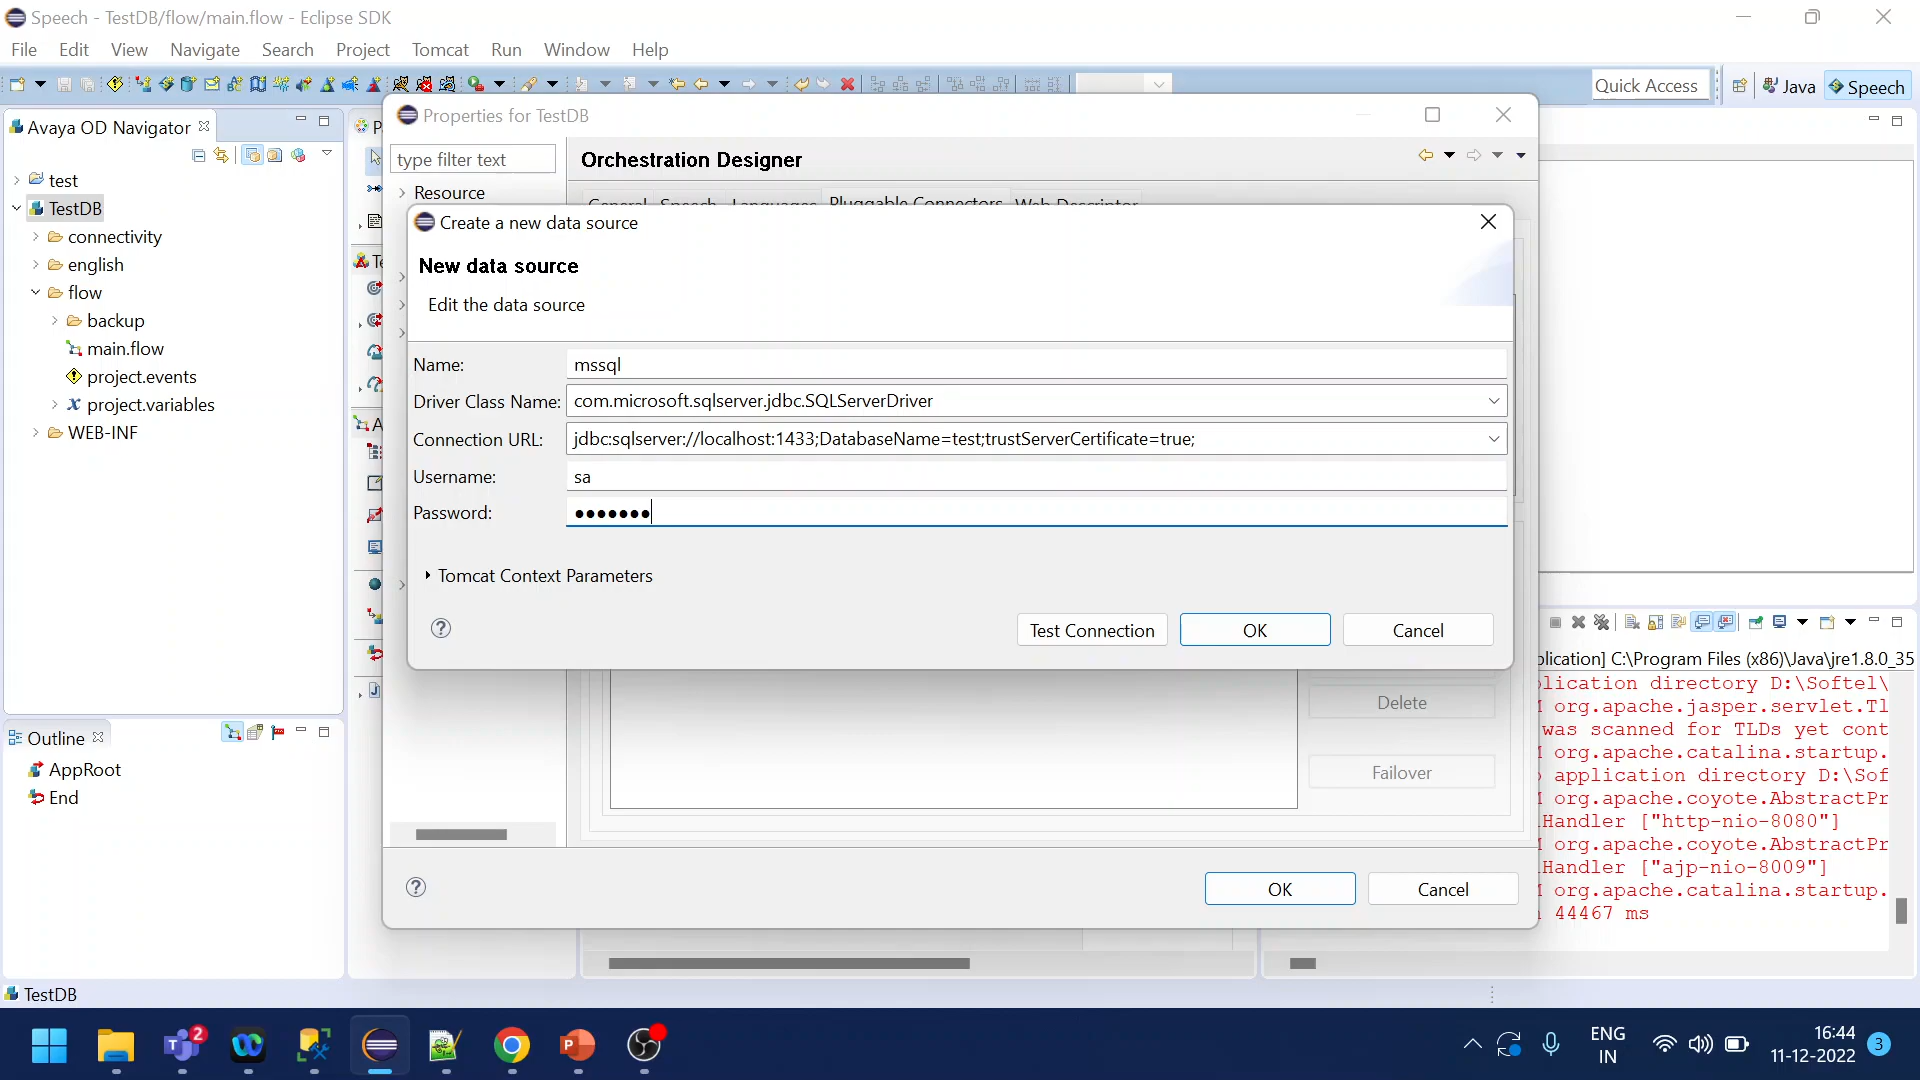 Speech - TestDB/flow/main.flow - Eclipse SDK
File Edit View Navigate Search Project Tomcat Run Window Help
Quick Access Java Speech
Avaya OD Navigator
test
TestDB
connectivity
english
flow
backup
main.flow
project.events
project.variables
WEB-INF
Outline
AppRoot
End
Properties for TestDB
type filter text
Resource
Orchestration Designer
General Speech Languages Pluggable Connectors Web Descriptor
Create a new data source
New data source
Edit the data source
Name: mssql
Driver Class Name: com.microsoft.sqlserver.jdbc.SQLServerDriver
Connection URL: jdbc:sqlserver://localhost:1433;DatabaseName=test;trustServerCertificate=true;
Username: sa
Password: ●●●●●●●
Tomcat Context Parameters
Test Connection OK Cancel
Delete
Failover
OK Cancel
plication] C:\Program Files (x86)\Java\jre1.8.0_35
plication directory D:\Softel\
org.apache.jasper.servlet.Tl
was scanned for TLDs yet cont
org.apache.catalina.startup.
application directory D:\Sof
org.apache.coyote.AbstractPr
Handler ["http-nio-8080"]
org.apache.coyote.AbstractPr
Handler ["ajp-nio-8009"]
org.apache.catalina.startup.
44467 ms
TestDB
2
ENG
IN
16:44
11-12-2022
3